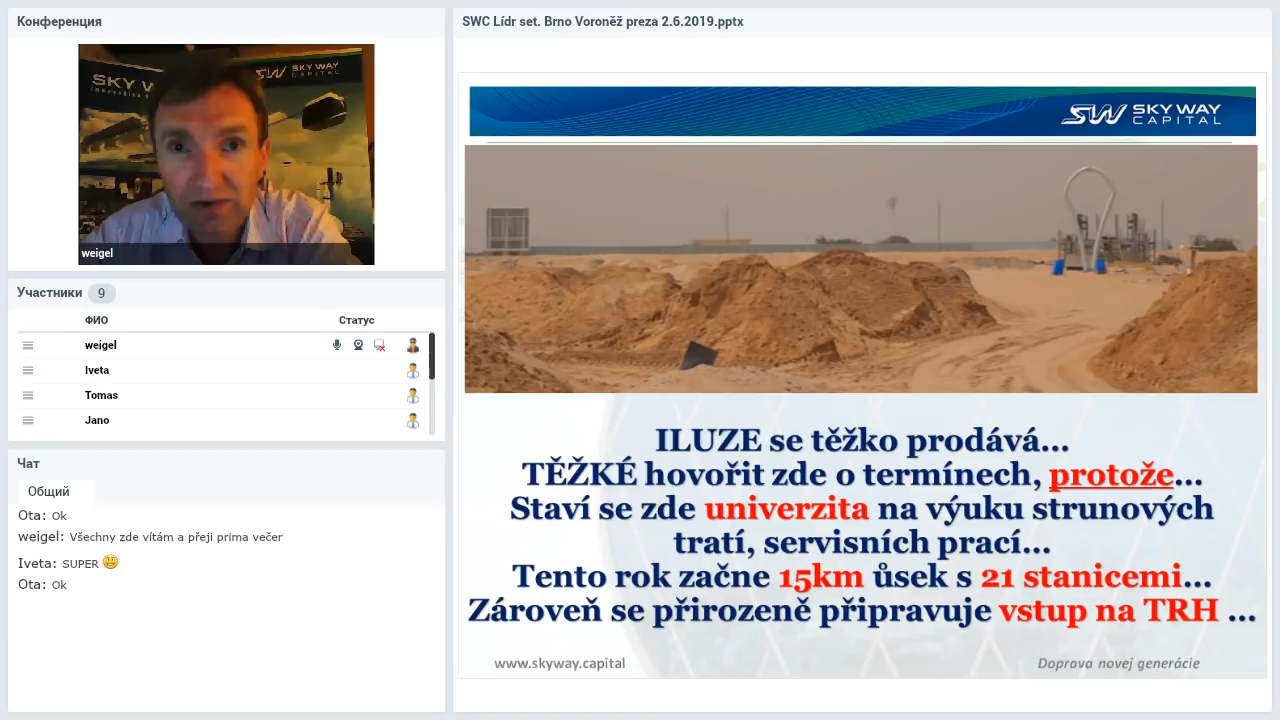 Конференция
SWC Lídr set. Brno Voroněž preza 2.6.2019.pptx
SKY W
SKY WAY
CAPITAL
weigel
Участники 9
ФИО Статус
weigel
Iveta
Tomas
Jano
Чат
Общий
Ota: Ok
weigel: Všechny zde vítám a přeji prima večer
Iveta: SUPER
Ota: Ok
SW SKY WAY
CAPITAL
ILUZE se těžko prodává...
TĚŽKÉ hovořit zde o termínech, protože...
Staví se zde univerzita na výuku strunových
tratí, servisních prací...
Tento rok začne 15km ůsek s 21 stanicemi...
Zároveň se přirozeně připravuje vstup na TRH ...
www.skyway.capital
Doprava novej generácie